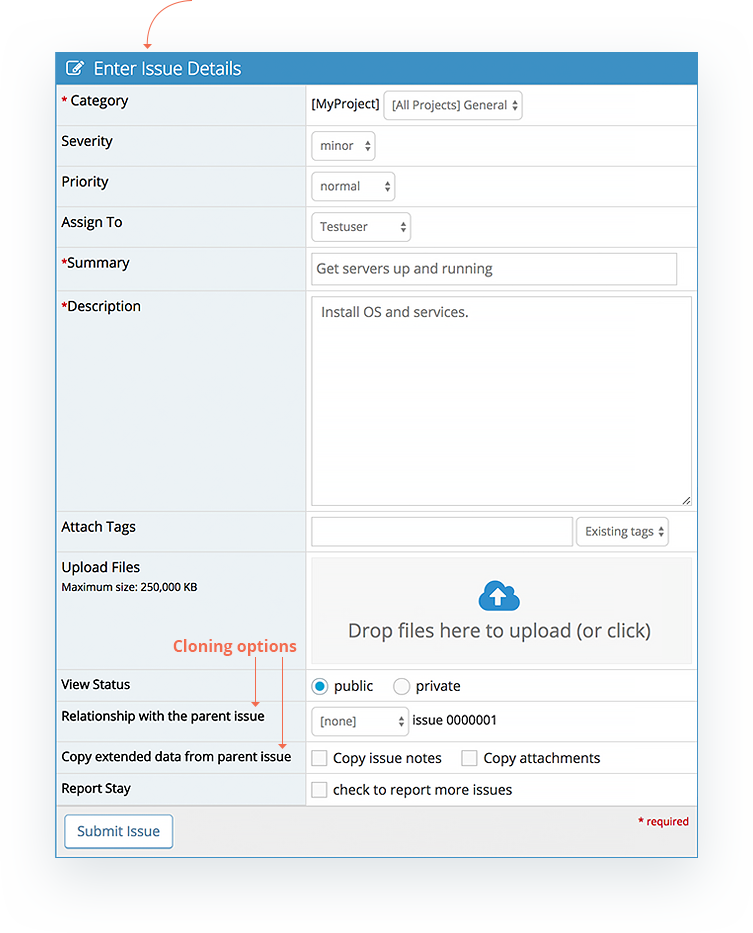 Enter Issue Details
* Category [MyProject] [All Projects] General
Severity minor
Priority normal
Assign To Testuser
*Summary Get servers up and running
*Description Install OS and services.
Attach Tags Existing tags
Upload Files
Maximum size: 250,000 KB
Drop files here to upload (or click)
Cloning options
View Status public private
Relationship with the parent issue [none] issue 0000001
Copy extended data from parent issue Copy issue notes Copy attachments
Report Stay check to report more issues
* required
Submit Issue